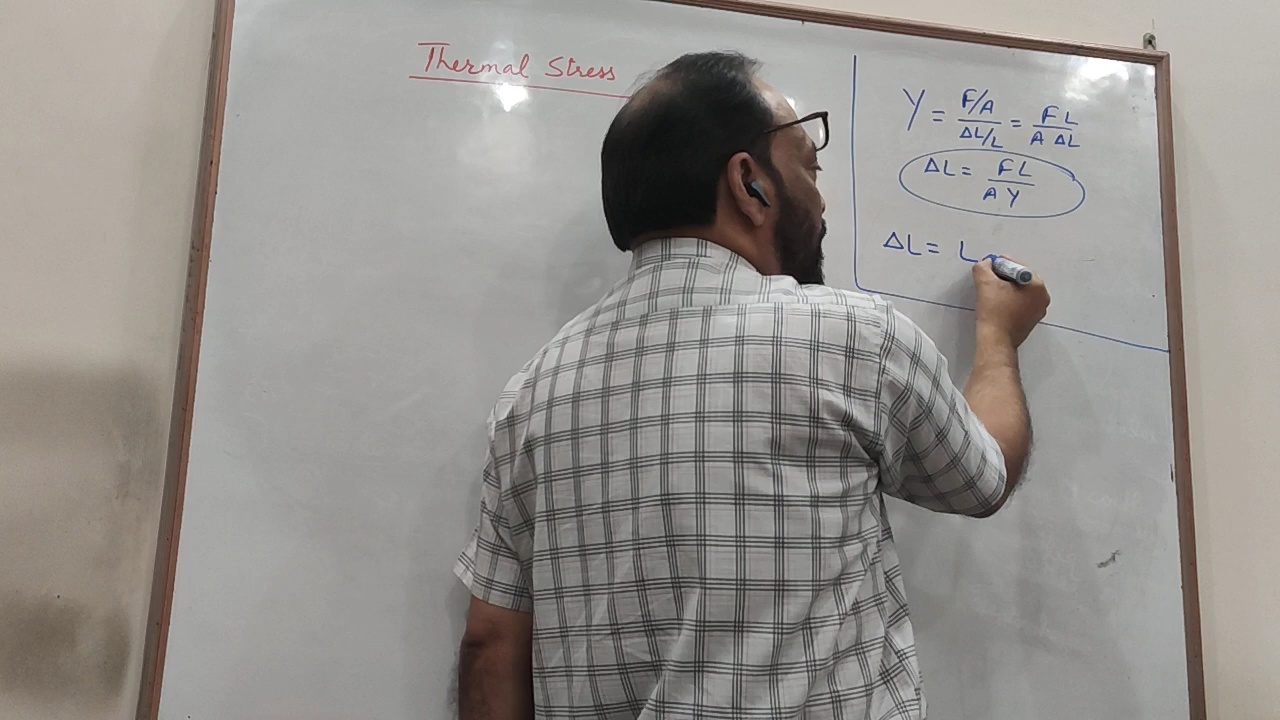 Thermal Stress
Y = F/A / ΔL/L = FL / A ΔL
ΔL = FL / AY
ΔL = L